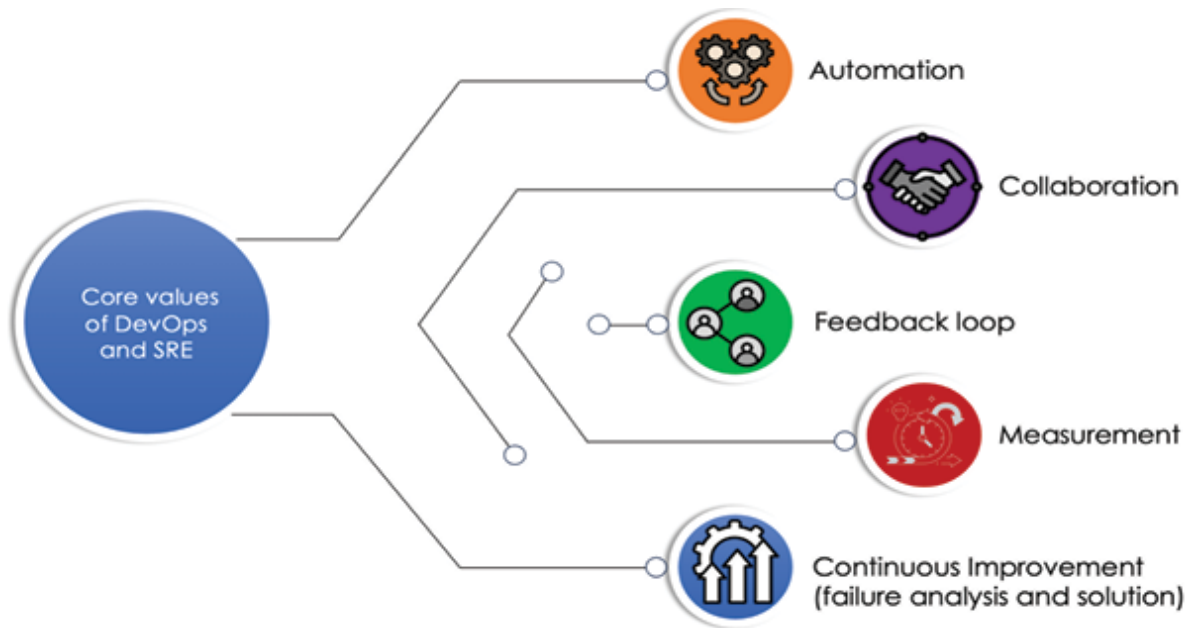 Automation
Collaboration
Core values
of DevOps
and SRE
Feedback loop
Measurement
Continuous Improvement
(failure analysis and solution)